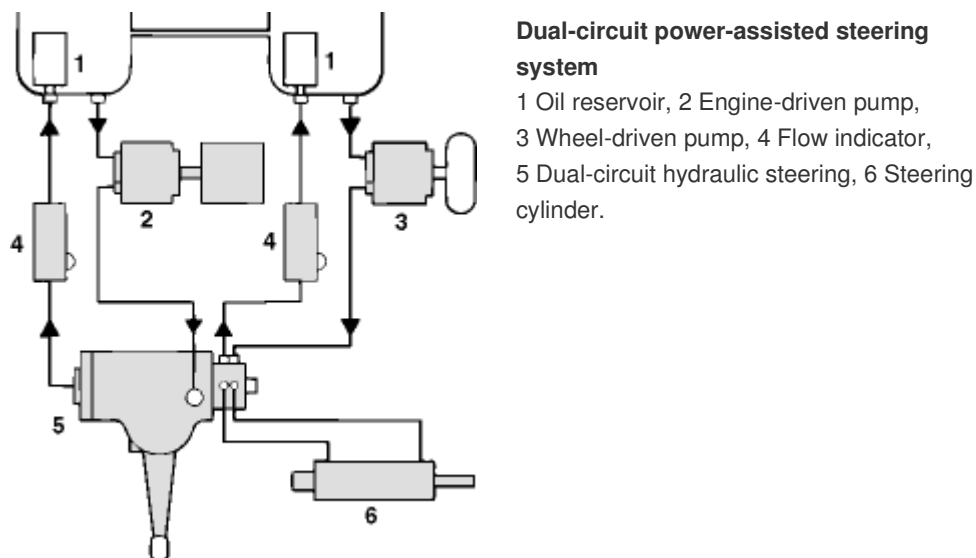 Dual-circuit power-assisted steering
system
1 Oil reservoir, 2 Engine-driven pump,
3 Wheel-driven pump, 4 Flow indicator,
5 Dual-circuit hydraulic steering, 6 Steering
cylinder.
1
1
2
3
4
4
5
6